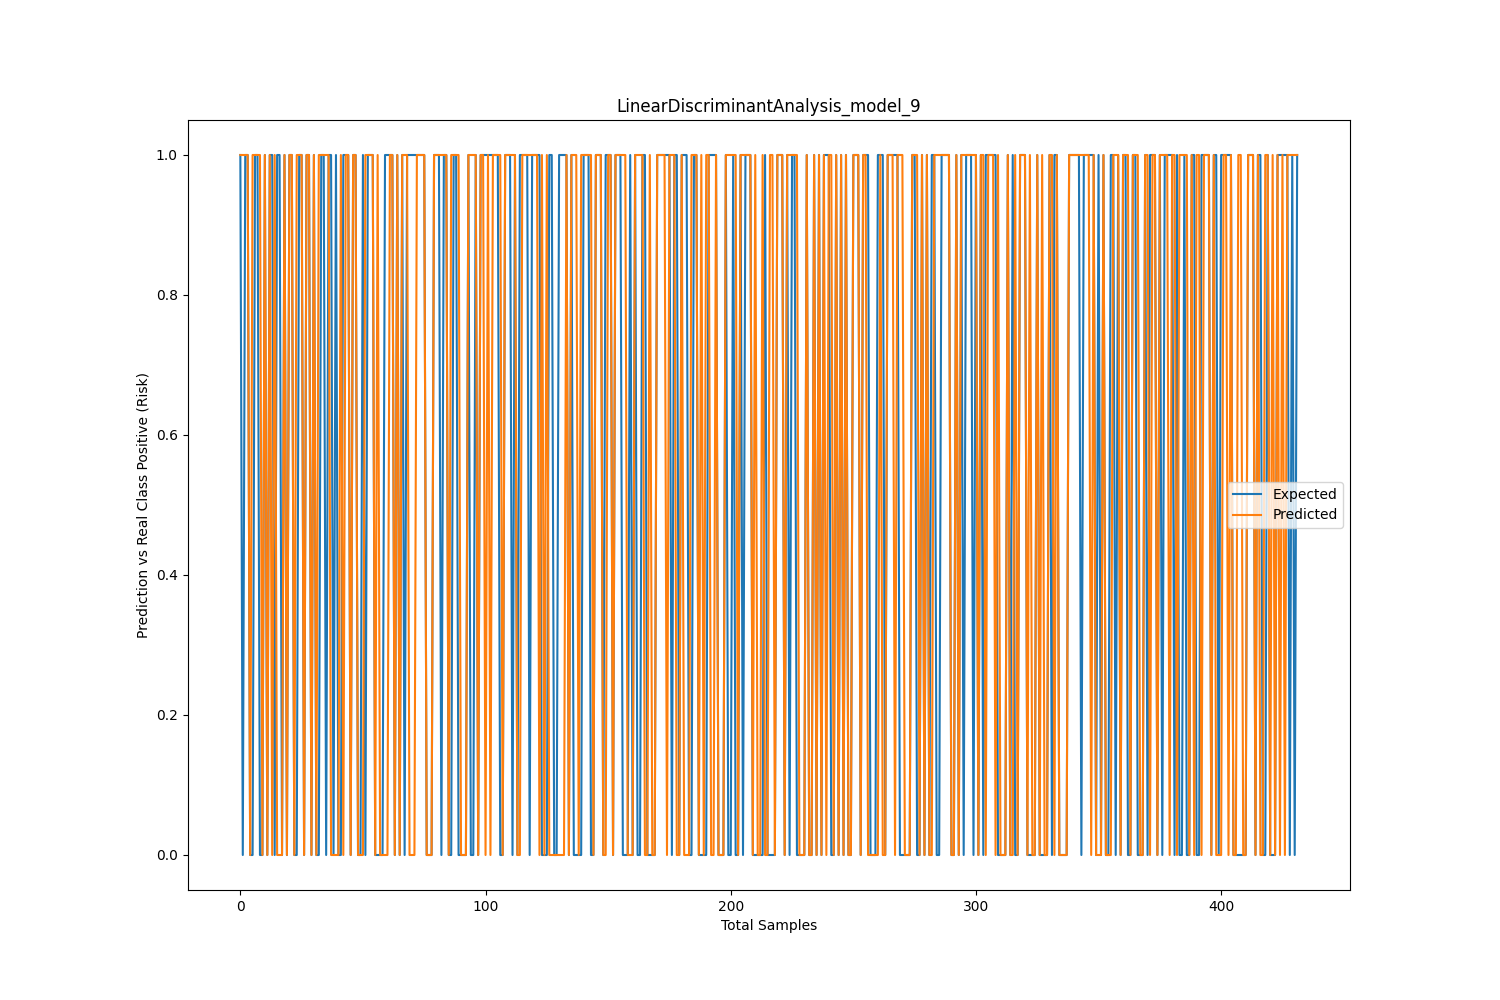 LinearDiscriminantAnalysis_model_9
Prediction vs Real Class Positive (Risk)
1.0
0.8
0.6
0.4
0.2
0.0
Expected
Predicted
0
100
200
300
400
Total Samples